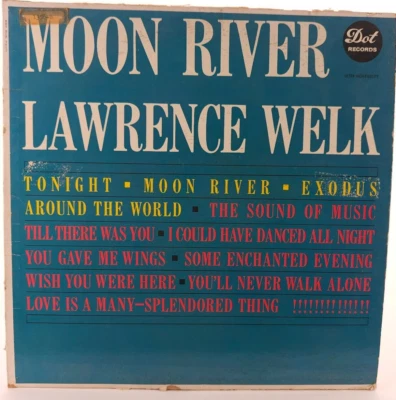 MOON RIVER
Dot
RECORDS
LAWRENCE WELK
TONIGHT ▪ MOON RIVER ▪ EXODUS
AROUND THE WORLD ▪ THE SOUND OF MUSIC
TILL THERE WAS YOU ▪ I COULD HAVE DANCED ALL NIGHT
YOU GAVE ME WINGS ▪ SOME ENCHANTED EVENING
WISH YOU WERE HERE ▪ YOU'LL NEVER WALK ALONE
LOVE IS A MANY-SPLENDORED THING !!!!!!!!!!!!!!